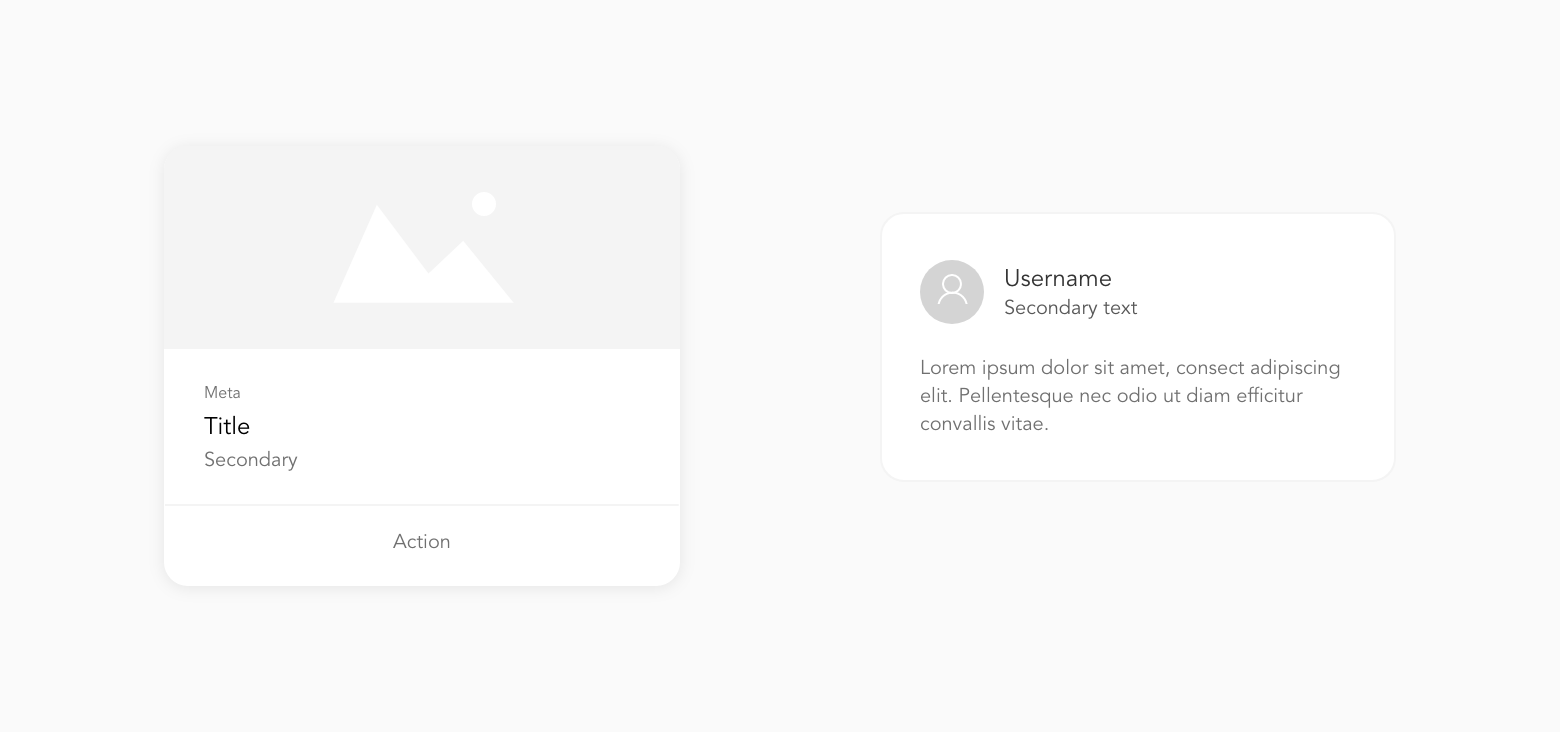 Meta
Title
Secondary
Action
Username
Secondary text
Lorem ipsum dolor sit amet, consect adipiscing
elit. Pellentesque nec odio ut diam efficitur
convallis vitae.